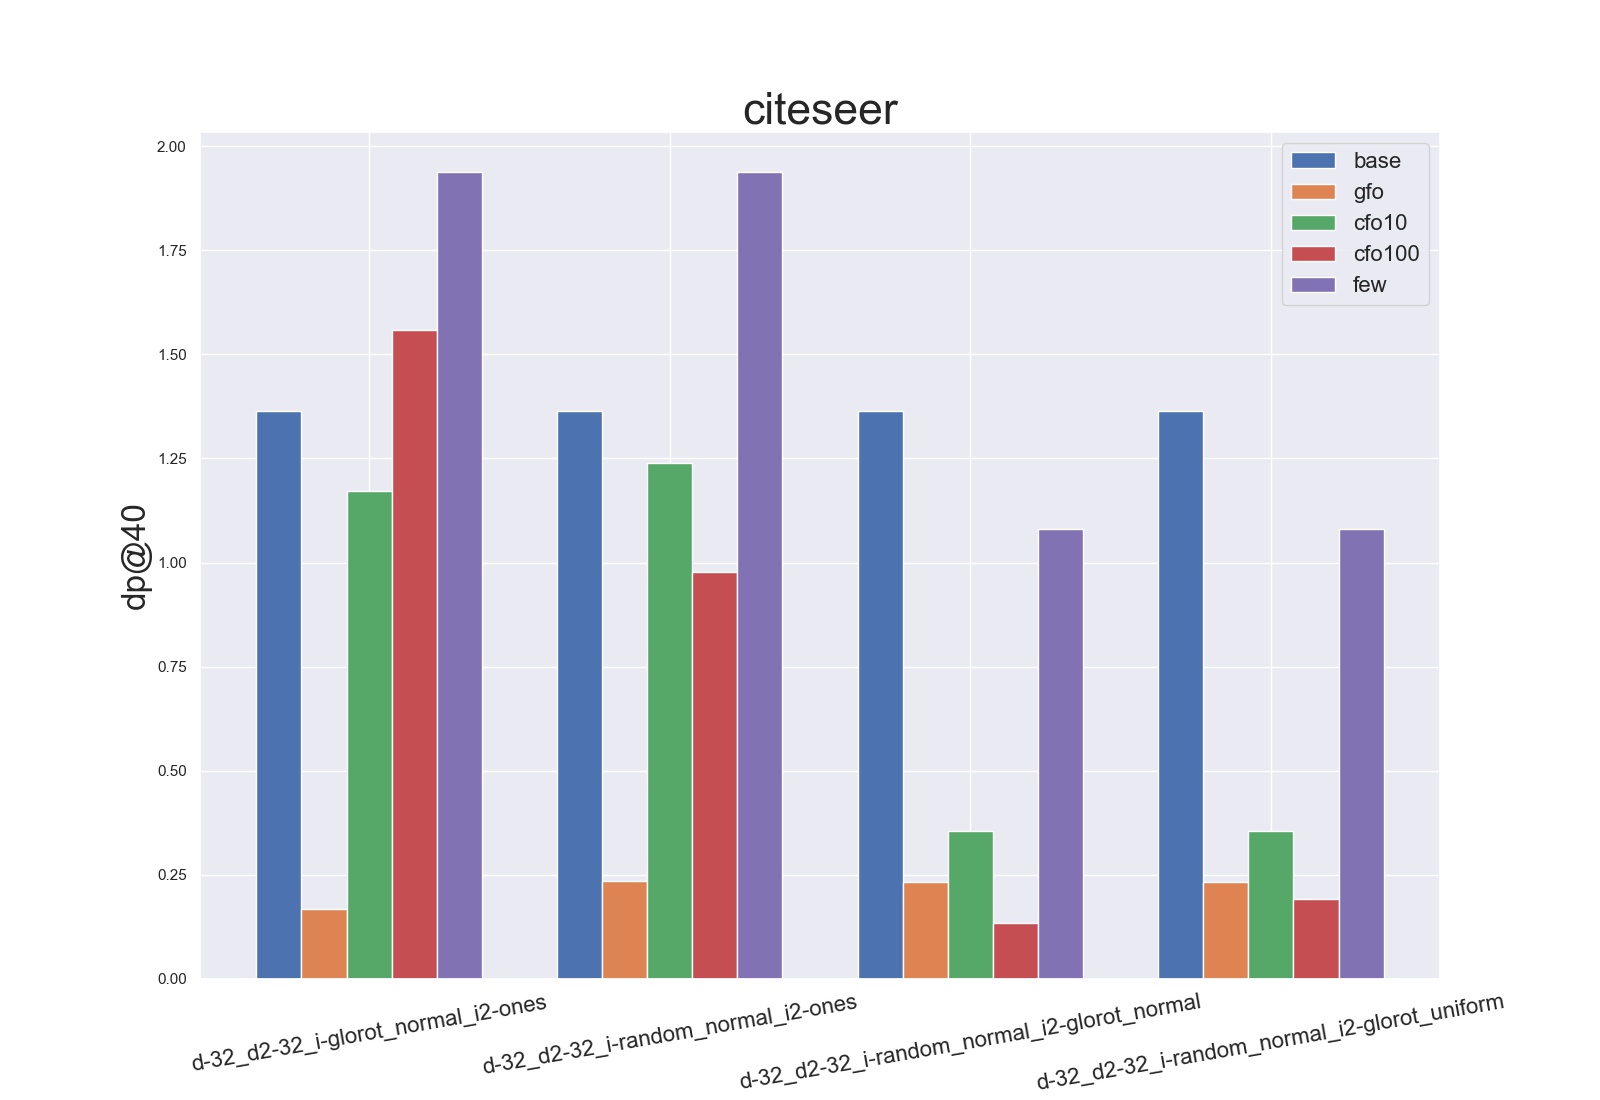 citeseer
dp@40
2.00
1.75
1.50
1.25
1.00
0.75
0.50
0.25
0.00
base
gfo
cfo10
cfo100
few
d-32_d2-32_i-glorot_normal_i2-ones
d-32_d2-32_i-random_normal_i2-ones
d-32_d2-32_i-random_normal_i2-glorot_normal
d-32_d2-32_i-random_normal_i2-glorot_uniform